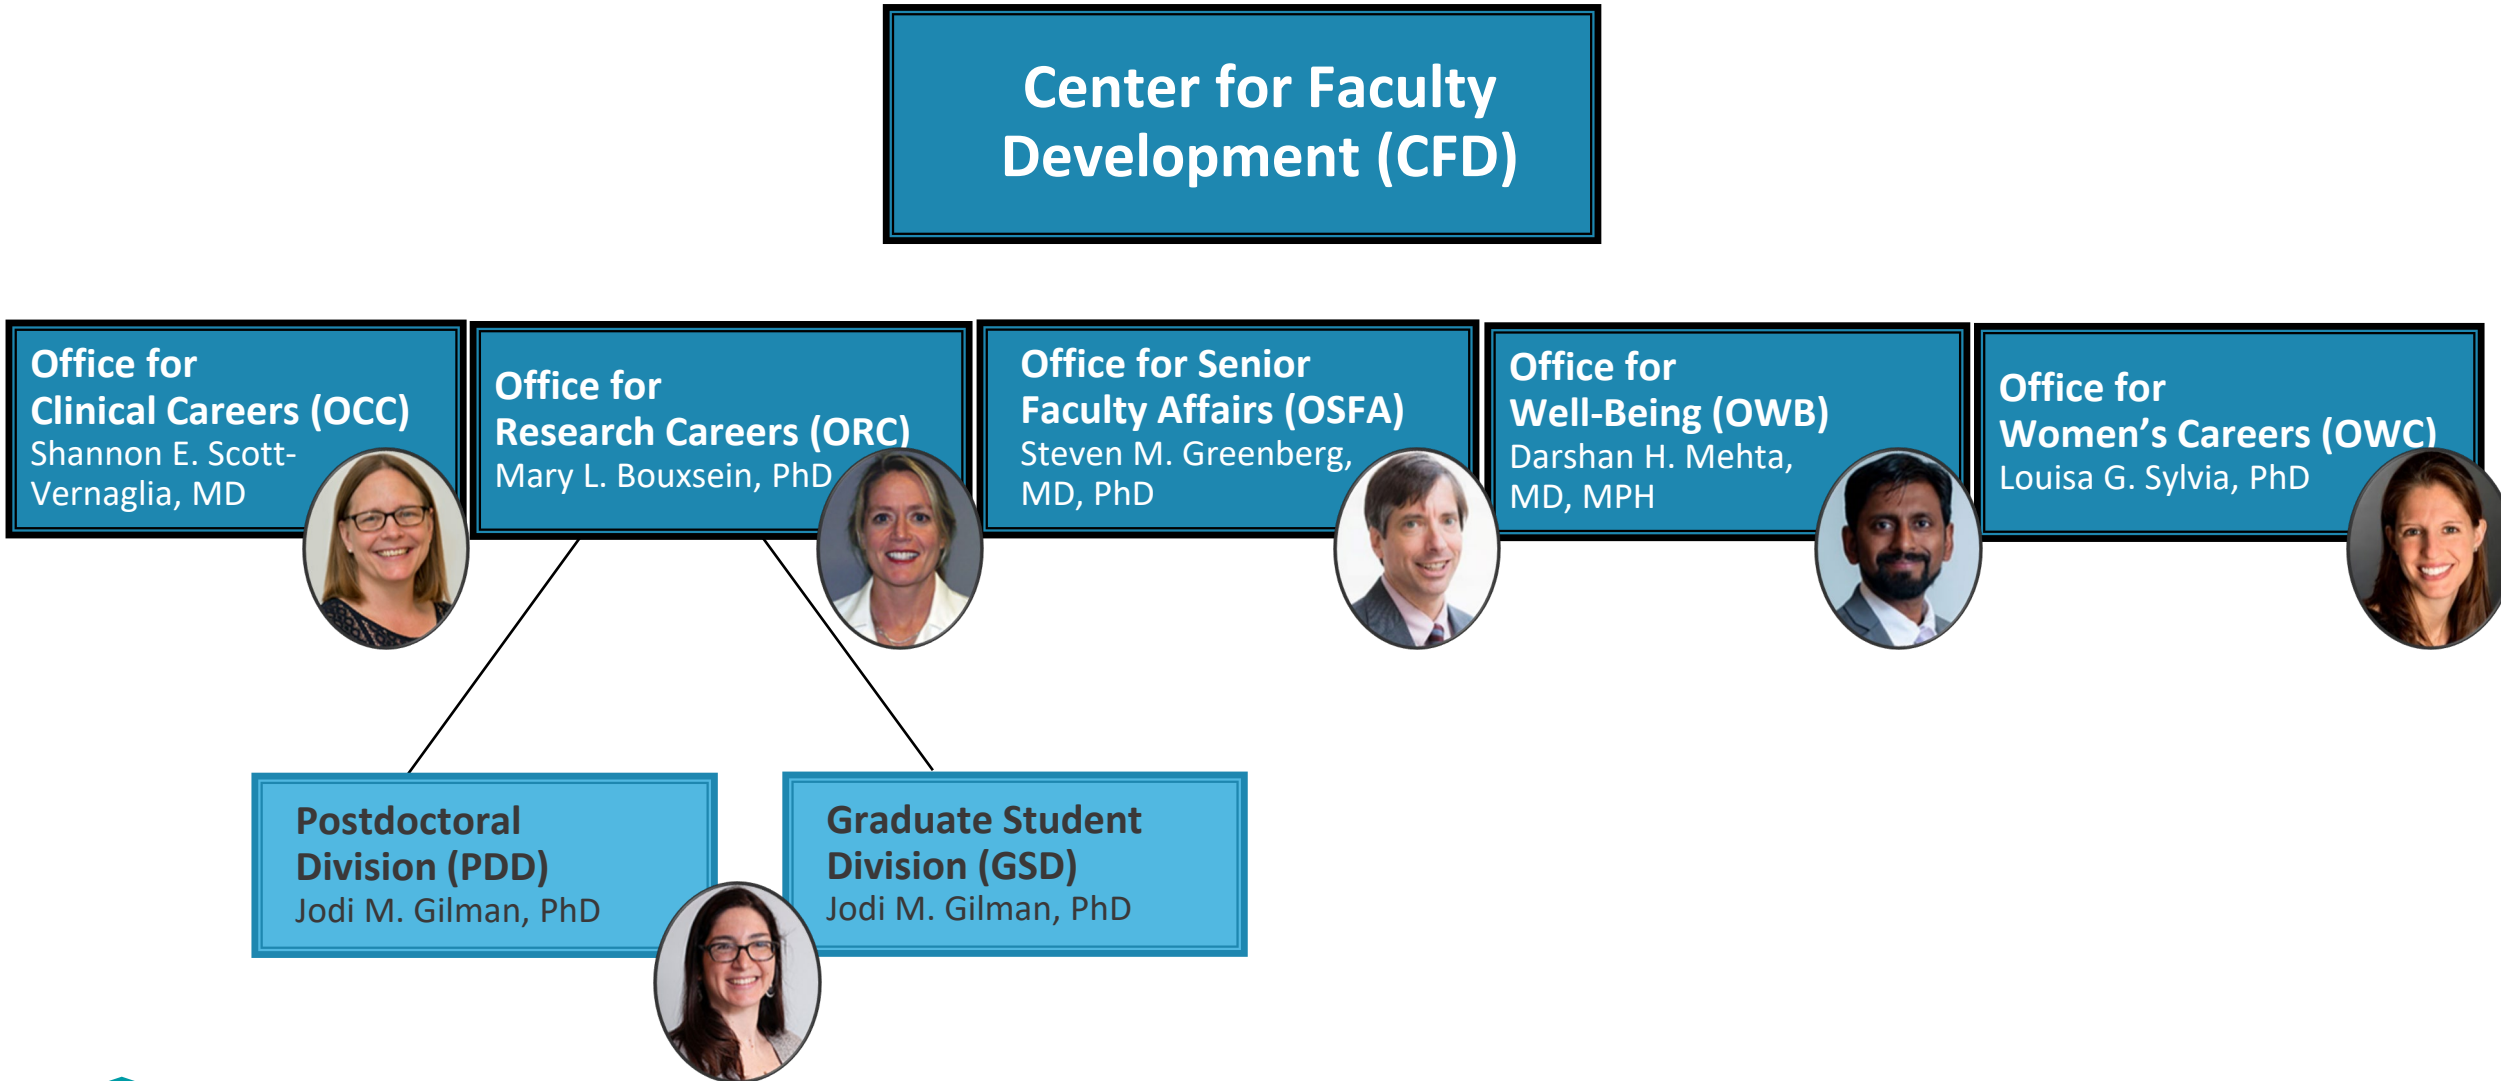 Center for Faculty
Development (CFD)
Office for
Clinical Careers (OCC)
Shannon E. Scott-
Vernaglia, MD
Office for
Research Careers (ORC)
Mary L. Bouxsein, PhD
Office for Senior
Faculty Affairs (OSFA)
Steven M. Greenberg,
MD, PhD
Office for
Well-Being (OWB)
Darshan H. Mehta,
MD, MPH
Office for
Women’s Careers (OWC)
Louisa G. Sylvia, PhD
Postdoctoral
Division (PDD)
Jodi M. Gilman, PhD
Graduate Student
Division (GSD)
Jodi M. Gilman, PhD